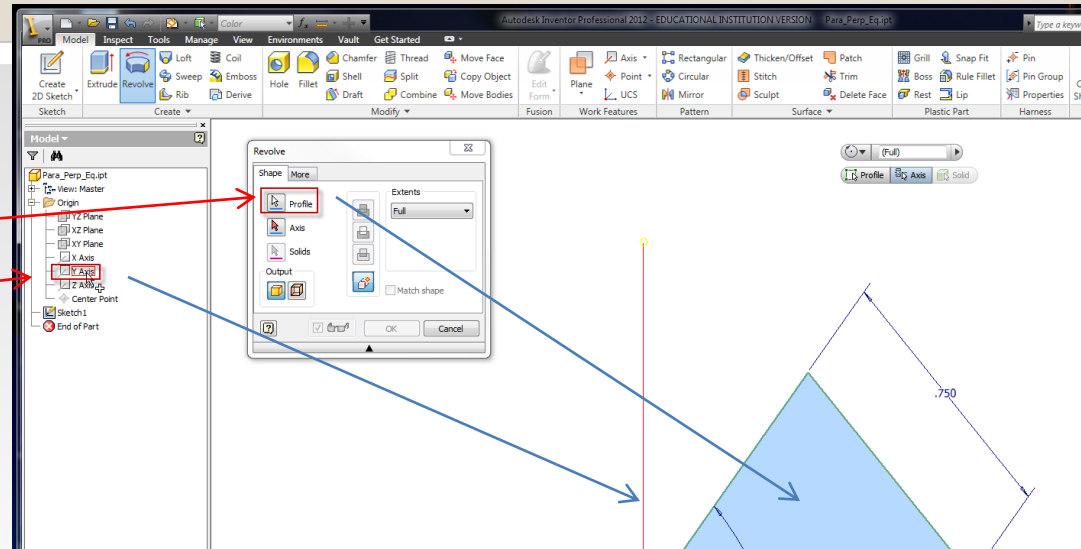 Color
Autodesk Inventor Professional 2012 - EDUCATIONAL INSTITUTION VERSION Para_Perp_Eq.ipt
Type a keyw
PRO Model Inspect Tools Manage View Environments Vault Get Started
Create 2D Sketch
Extrude Revolve
Loft Coil
Sweep Emboss
Rib Derive
Hole Fillet
Chamfer Thread Move Face
Shell Split Copy Object
Draft Combine Move Bodies
Edit Form
Plane
Axis
Point
UCS
Rectangular
Circular
Mirror
Thicken/Offset Patch
Stitch Trim
Sculpt Delete Face
Grill Snap Fit
Boss Rule Fillet
Rest Lip
Pin
Pin Group
Properties
Sketch Create Modify Fusion Work Features Pattern Surface Plastic Part Harness
Model
Para_Perp_Eq.ipt
View: Master
Origin
YZ Plane
XZ Plane
XY Plane
X Axis
Y Axis
Z Axis
Center Point
Sketch1
End of Part
Revolve
Shape More
Profile
Axis
Solids
Output
Extents
Full
Match shape
OK Cancel
(Full)
Profile Axis Solid
.750